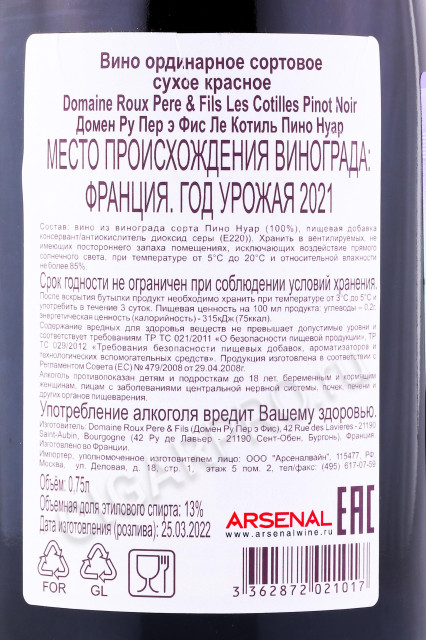 Вино ординарное сортовое
сухое красное
Domaine Roux Pere & Fils Les Cotilles Pinot Noir
Домен Ру Пер э Фис Ле Котиль Пино Нуар
МЕСТО ПРОИСХОЖДЕНИЯ ВИНОГРАДА:
ФРАНЦИЯ. ГОД УРОЖАЯ 2021
Состав: вино из винограда сорта Пино Нуар (100%), пищевая добавка
консервант/антиокислитель диоксид серы (Е220)). Хранить в вентилируемых, не
имеющих постороннего запаха помещениях, исключающих воздействие прямого
солнечного света, при температуре от 5°С до 20°С и относительной влажности
не более 85%.
Срок годности не ограничен при соблюдении условий хранения.
После вскрытия бутылки продукт необходимо хранить при температуре от 3°С до 5°С и
употребить в течение 3 суток. Пищевая ценность на 100 мл продукта: углеводы – 0,2г,
энергетическая ценность (калорийность) - 315кДж (75ккал).
Содержание вредных для здоровья веществ не превышает допустимые уровни и
соответствует требованиям ТР ТС 021/2011 «О безопасности пищевой продукции», ТР
ТС 029/2012 «Требования безопасности пищевых добавок, ароматизаторов и
технологических вспомогательных средств». Продукция изготовлена в соответствии с
Регламентом Совета (ЕС) № 479/2008 от 29.04.2008г.
Алкоголь противопоказан детям и подросткам до 18 лет, беременным и кормящим
женщинам, лицам с заболеваниями центральной нервной системы, почек, печени и
других органов пищеварения.
Употребление алкоголя вредит Вашему здоровью.
Изготовитель: Domaine Roux Pere & Fils (Домен Ру Пер э Фис), 42 Rue des Lavieres - 21190
Saint-Aubin, Bourgogne (42 Ру де Лавьер - 21190 Сент-Обен, Бургонь). Франция.
Изготовлено во Франции.
Импортер, уполномоченное изготовителем лицо: ООО «Арсеналвайн», 115477, РФ,
Москва, ул. Деловая, д. 18, стр. 1, этаж 5 пом. 2, тел/факс: (495) 617-07-59
Объём: 0,75л
Объемная доля этилового спирта: 13%
Дата изготовления (розлива): 25.03.2022
ARSENAL
www.arsenalwine.ru
EAC
FOR
GL
3 362872 021017